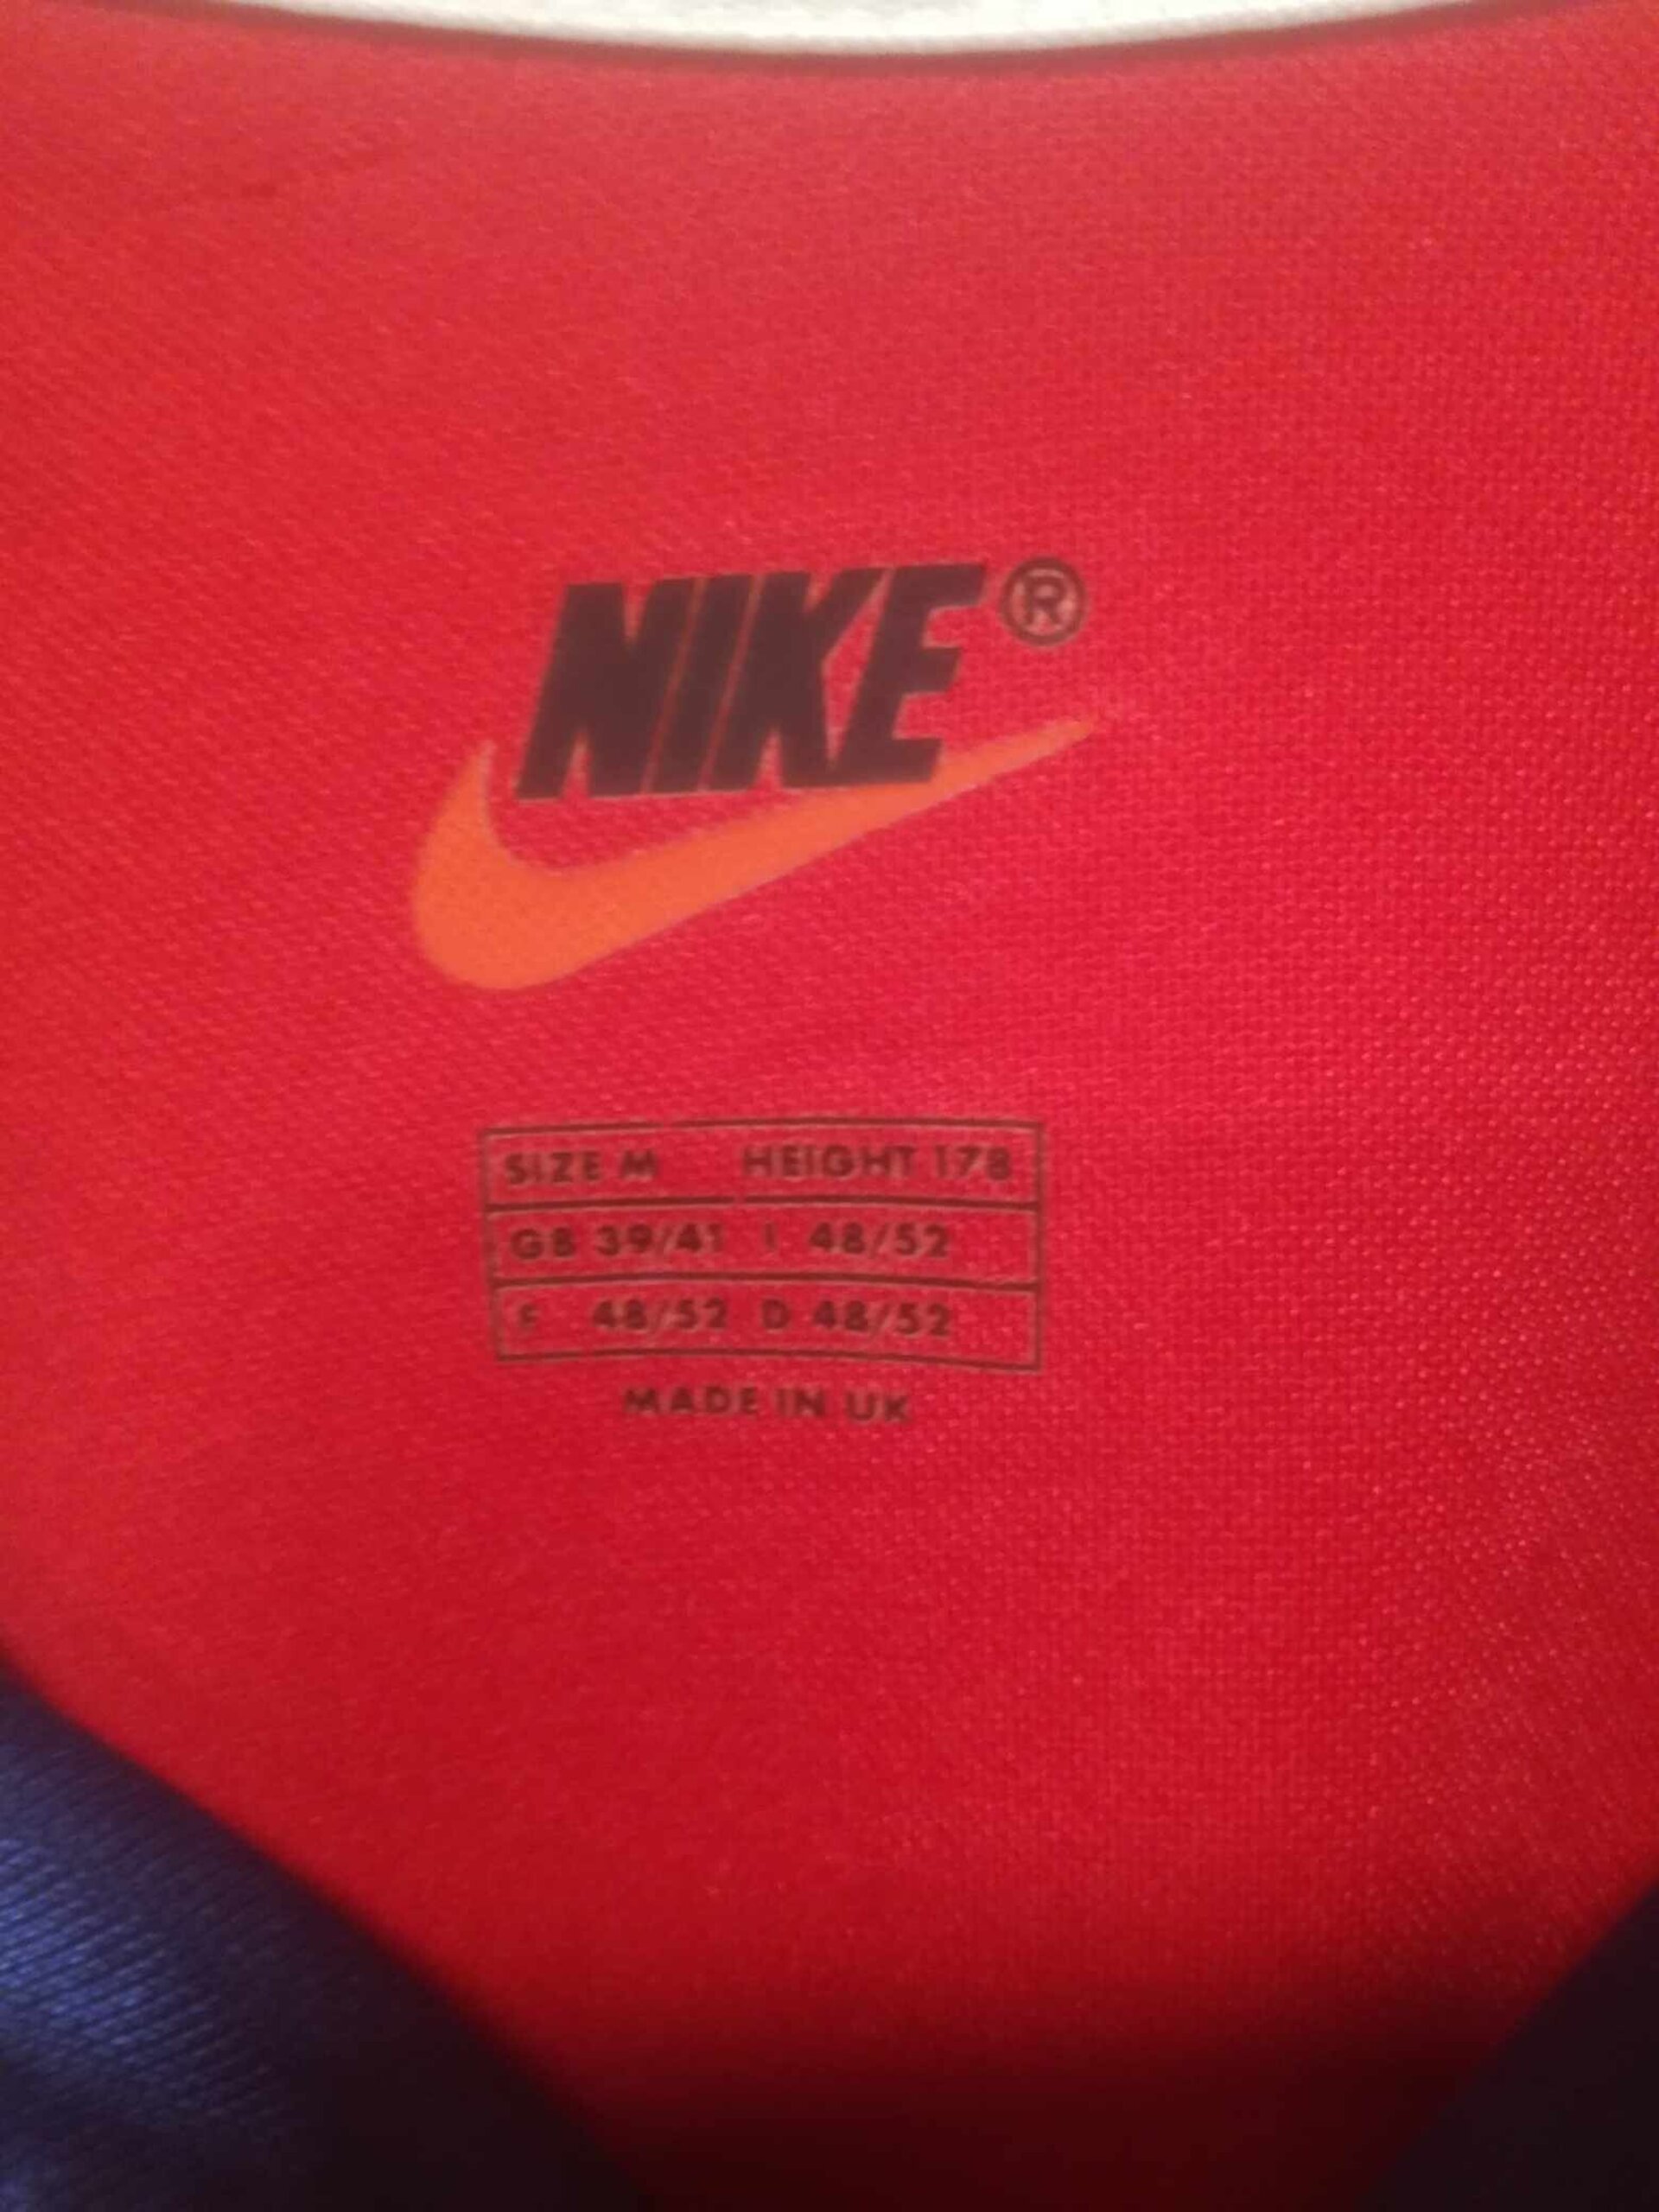 NIKE®
SIZE M HEIGHT 178
GB 39/41 I 48/52
F 48/52 D 48/52
MADE IN UK